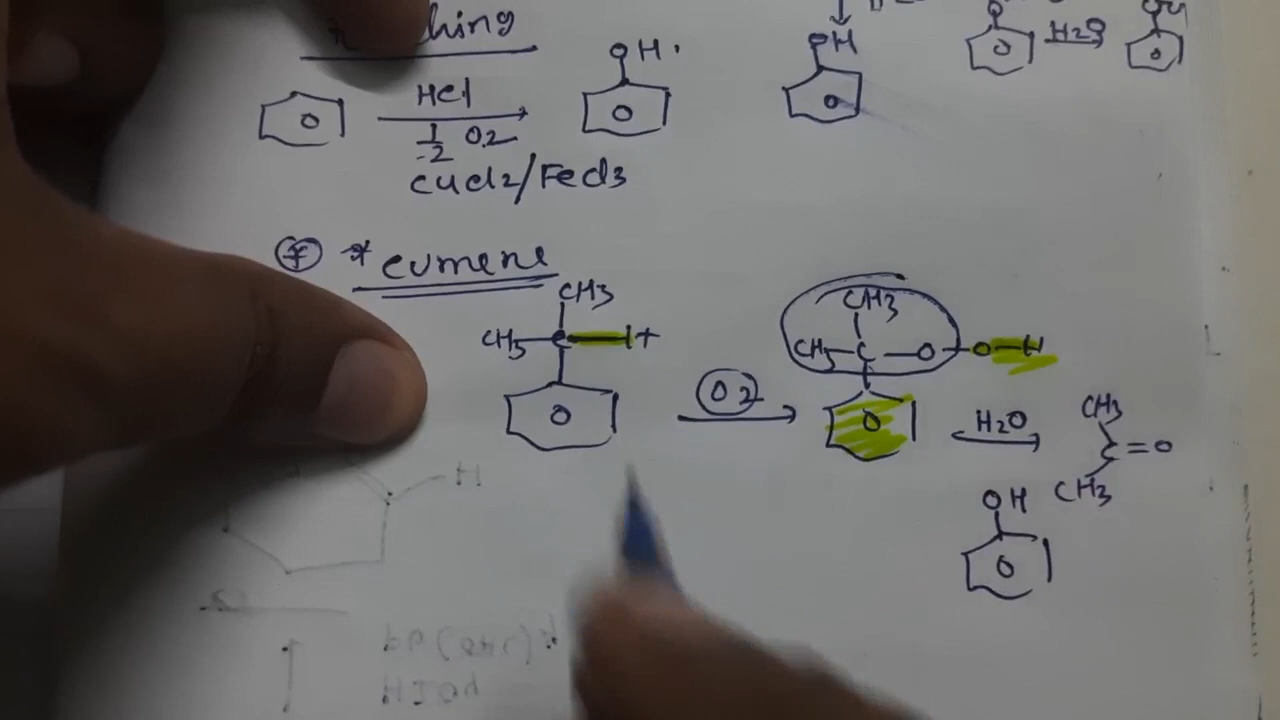 OH
OH
H2O
HCl
1/2 O2
CuCl2/FeCl3
* cumene
CH3
CH3-C-H
O2
CH3
CH3-C-O-O-H
H2O
CH3
C=O
CH3
OH
H